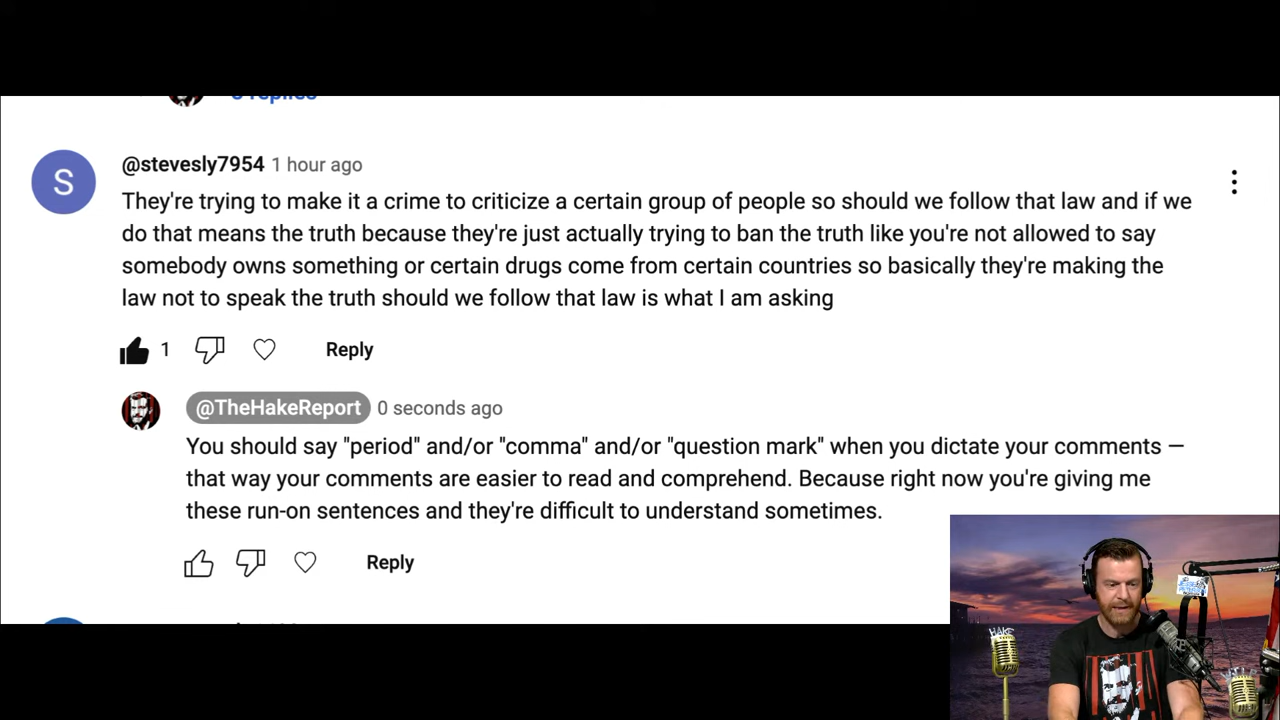 @stevesly7954 1 hour ago
They're trying to make it a crime to criticize a certain group of people so should we follow that law and if we
do that means the truth because they're just actually trying to ban the truth like you're not allowed to say
somebody owns something or certain drugs come from certain countries so basically they're making the
law not to speak the truth should we follow that law is what I am asking
1 Reply
@TheHakeReport 0 seconds ago
You should say "period" and/or "comma" and/or "question mark" when you dictate your comments —
that way your comments are easier to read and comprehend. Because right now you're giving me
these run-on sentences and they're difficult to understand sometimes.
Reply
S
HAKE